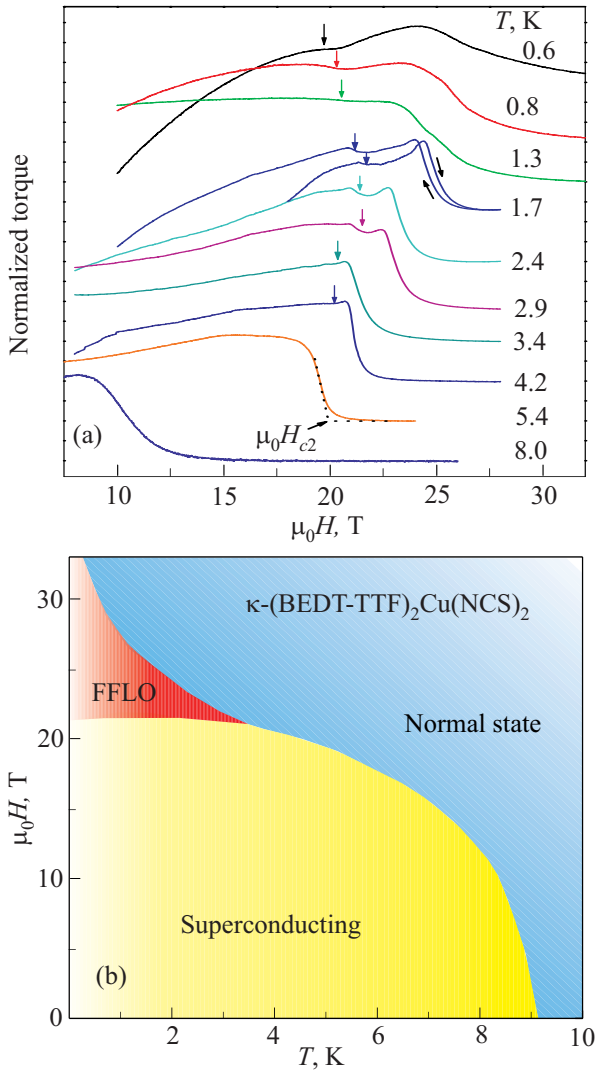 T, K
0.6
0.8
1.3
1.7
2.4
2.9
3.4
4.2
5.4
8.0
Normalized torque
(a)
μ₀H_c2
10 15 20 25 30
μ₀H, T
κ-(BEDT-TTF)₂Cu(NCS)₂
FFLO
Normal state
Superconducting
(b)
μ₀H, T
30
20
10
0
2 4 6 8 10
T, K